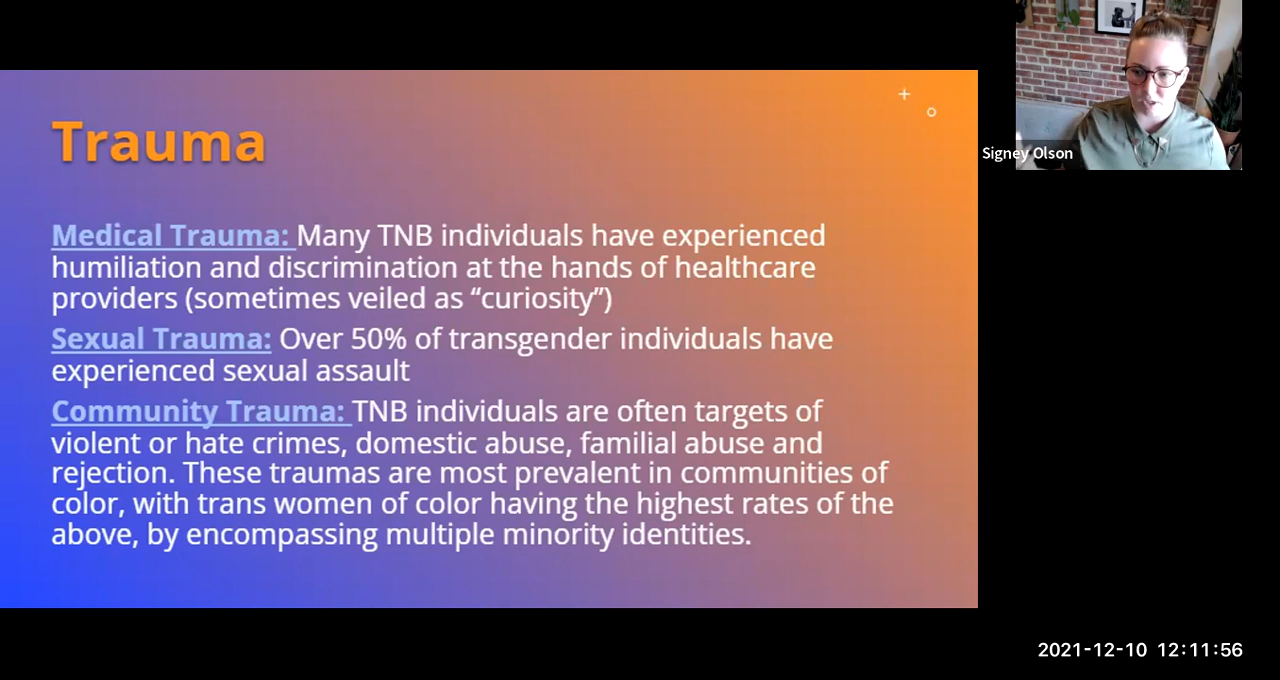 Trauma
Medical Trauma: Many TNB individuals have experienced
humiliation and discrimination at the hands of healthcare
providers (sometimes veiled as “curiosity”)
Sexual Trauma: Over 50% of transgender individuals have
experienced sexual assault
Community Trauma: TNB individuals are often targets of
violent or hate crimes, domestic abuse, familial abuse and
rejection. These traumas are most prevalent in communities of
color, with trans women of color having the highest rates of the
above, by encompassing multiple minority identities.
Signey Olson
2021-12-10 12:11:56